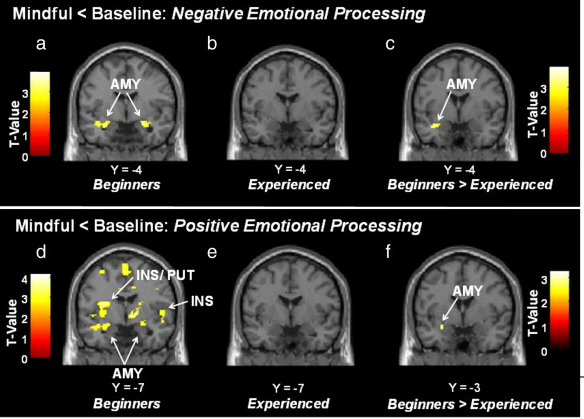 Mindful < Baseline: Negative Emotional Processing
a
b
c
AMY
AMY
3
2
1
0
T-Value
3
2
1
0
T-Value
Y = -4
Y = -4
Y = -4
Beginners
Experienced
Beginners > Experienced
Mindful < Baseline: Positive Emotional Processing
d
e
f
INS/ PUT
INS
AMY
4
3
2
1
0
T-Value
3
2
1
0
T-Value
AMY
Y = -7
Y = -7
Y = -3
Beginners
Experienced
Beginners > Experienced